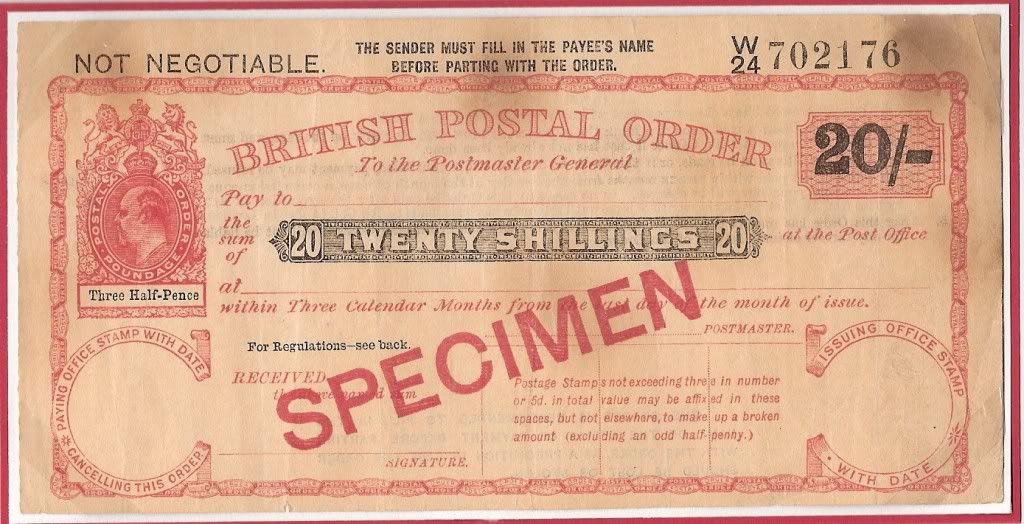 NOT NEGOTIABLE.
THE SENDER MUST FILL IN THE PAYEE'S NAME
BEFORE PARTING WITH THE ORDER.
W/24 702176
BRITISH POSTAL ORDER
20/-
To the Postmaster General
POSTAL ORDER
POUNDAGE
Three Half-Pence
Pay to
the sum of
20 TWENTY SHILLINGS 20
at the Post Office
at
within Three Calendar Months from the last day of the month of issue.
POSTMASTER.
SPECIMEN
For Regulations—see back.
RECEIVED
the above named sum
SIGNATURE.
Postage Stamps not exceeding three in number
or 5d. in total value may be affixed in these
spaces, but not elsewhere, to make up a broken
amount (excluding an odd half-penny.)
PAYING OFFICE STAMP WITH DATE
CANCELLING THIS ORDER
ISSUING OFFICE STAMP
WITH DATE